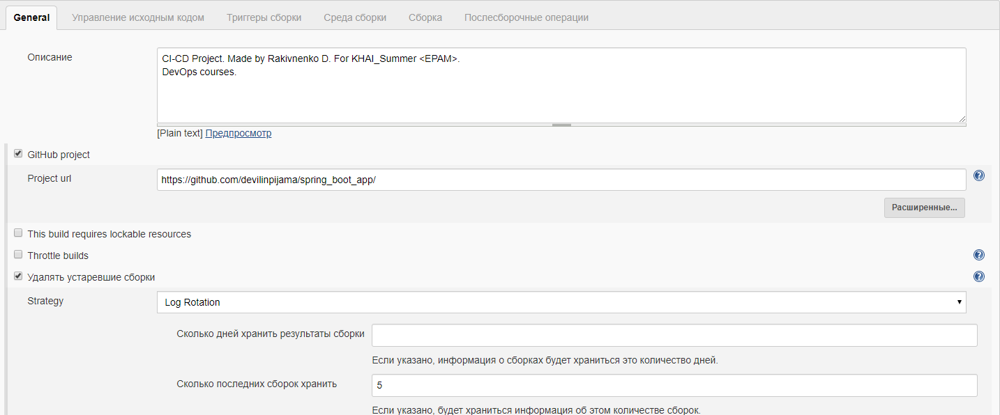 General Управление исходным кодом Триггеры сборки Среда сборки Сборка Послесборочные операции
Описание
CI-CD Project. Made by Rakivnenko D. For KHAI_Summer <EPAM>.
DevOps courses.
[Plain text] Предпросмотр
GitHub project
Project url
https://github.com/devilinpijama/spring_boot_app/
Расширенные...
This build requires lockable resources
Throttle builds
Удалять устаревшие сборки
Strategy
Log Rotation
Сколько дней хранить результаты сборки
Если указано, информация о сборках будет храниться это количество дней.
Сколько последних сборок хранить
5
Если указано, будет храниться информация об этом количестве сборок.